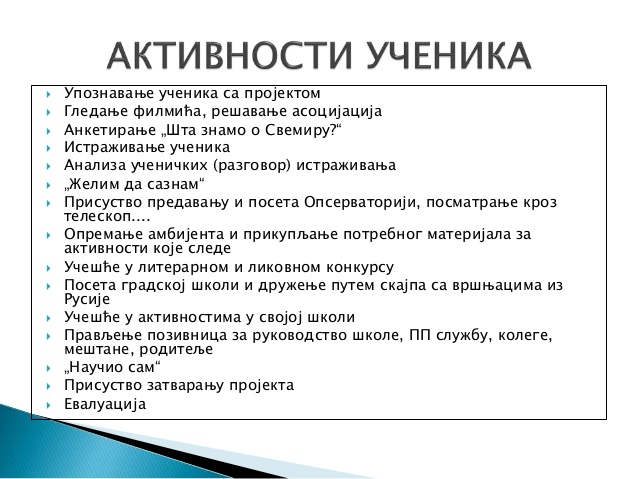 АКТИВНОСТИ УЧЕНИКА
Упознавање ученика са пројектом
Гледање филмића, решавање асоцијација
Анкетирање „Шта знамо о Свемиру?“
Истраживање ученика
Анализа ученичких (разговор) истраживања
„Желим да сазнам“
Присуство предавању и посета Опсерваторији, посматрање кроз
телескоп....
Опремање амбијента и прикупљање потребног материјала за
активности које следе
Учешће у литерарном и ликовном конкурсу
Посета градској школи и дружење путем скајпа са вршњацима из
Русије
Учешће у активностима у својој школи
Прављење позивница за руководство школе, ПП службу, колеге,
мештане, родитеље
„Научио сам“
Присуство затварању пројекта
Евалуација